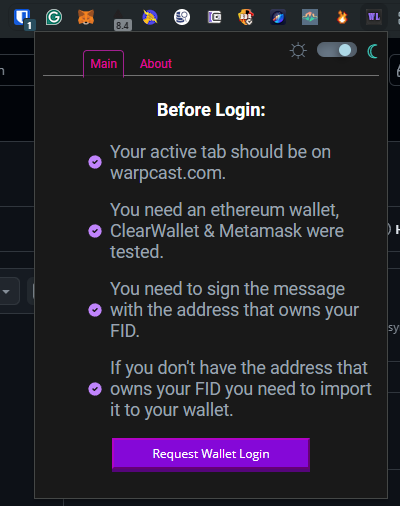 1
8.4
WL
n
Main
About
Before Login:
Your active tab should be on
warpcast.com.
You need an ethereum wallet,
ClearWallet & Metamask were
tested.
H
You need to sign the message
with the address that owns your
FID.
sy
If you don't have the address that
owns your FID you need to import
it to your wallet.
Request Wallet Login